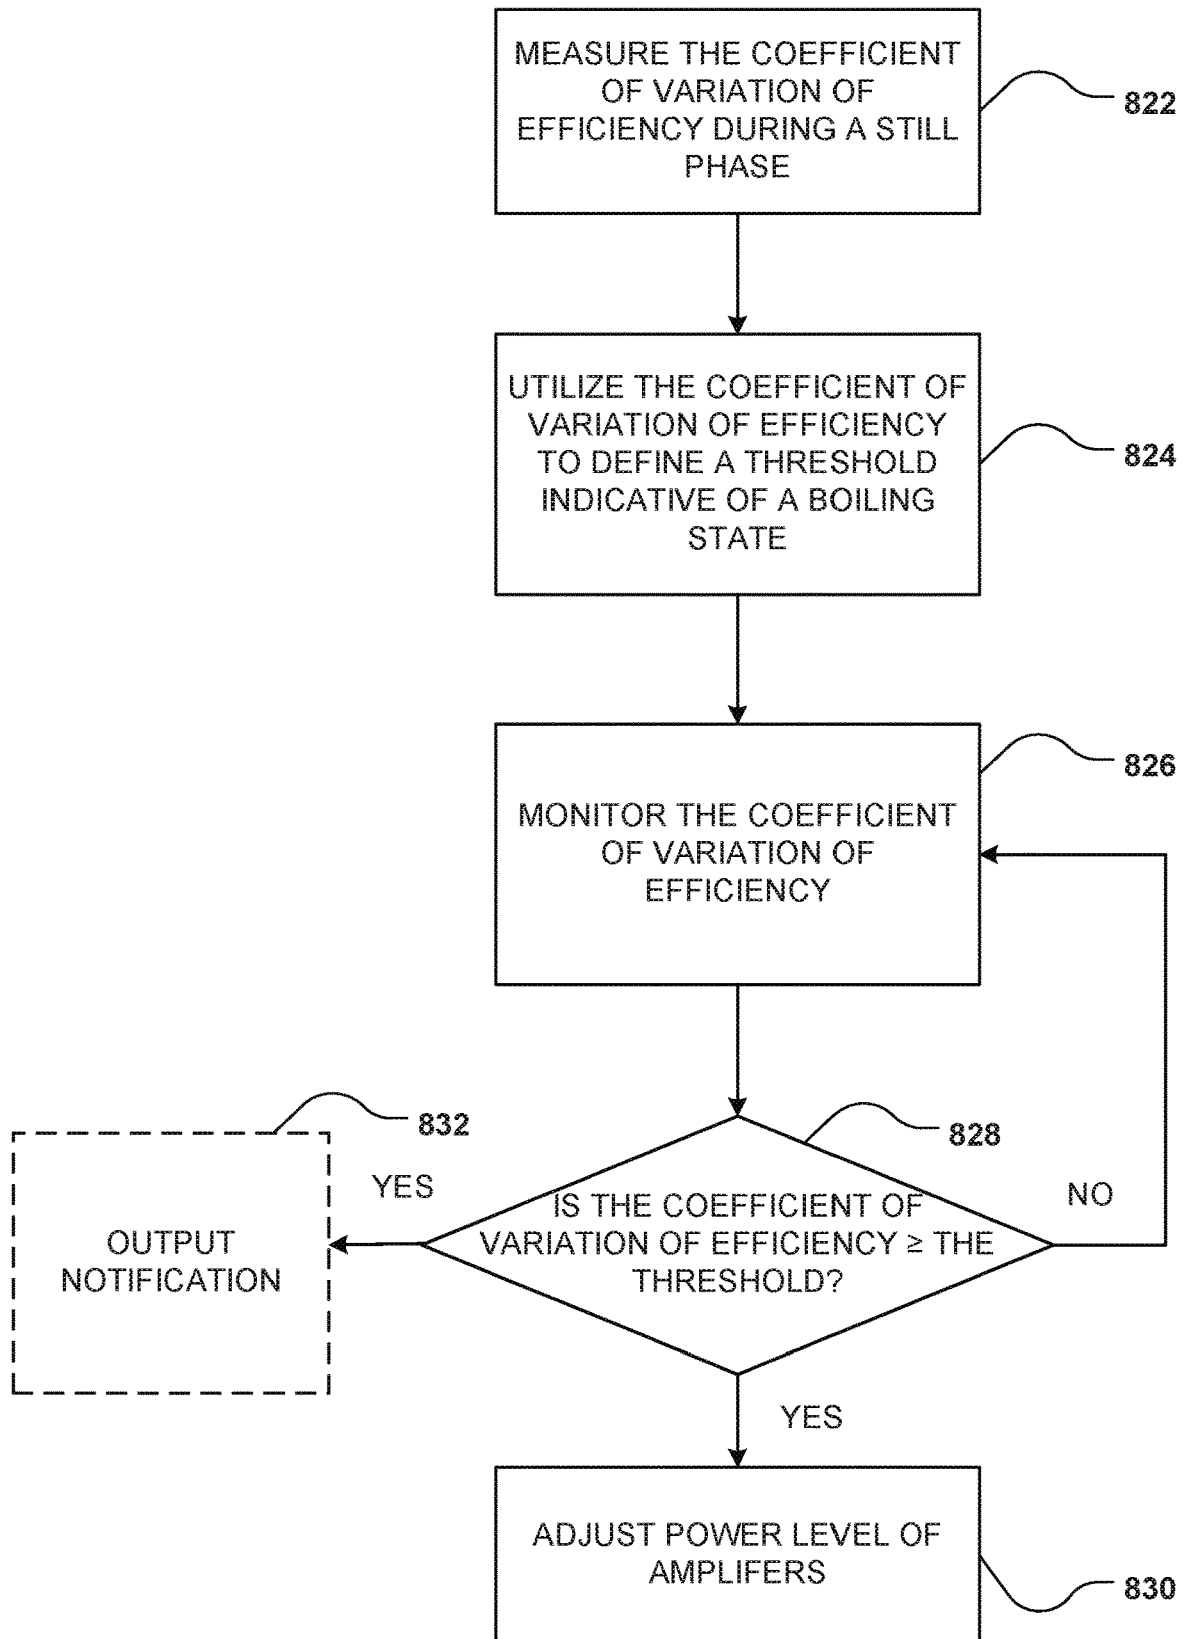 MEASURE THE COEFFICIENT
OF VARIATION OF
EFFICIENCY DURING A STILL
PHASE
822
UTILIZE THE COEFFICIENT OF
VARIATION OF EFFICIENCY
TO DEFINE A THRESHOLD
INDICATIVE OF A BOILING
STATE
824
MONITOR THE COEFFICIENT
OF VARIATION OF
EFFICIENCY
826
IS THE COEFFICIENT OF
VARIATION OF EFFICIENCY ≥ THE
THRESHOLD?
828
NO
YES
OUTPUT
NOTIFICATION
832
YES
ADJUST POWER LEVEL OF
AMPLIFERS
830